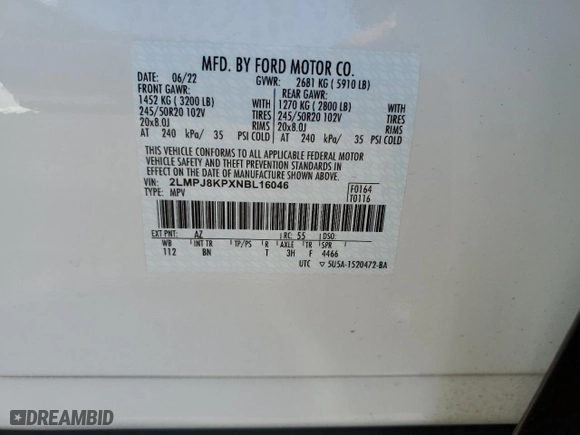 MFD. BY FORD MOTOR CO.
DATE: 06/22 GVWR: 2681 KG ( 5910 LB)
FRONT GAWR: REAR GAWR:
1452 KG ( 3200 LB) WITH 1270 KG ( 2800 LB) WITH
245/50R20 102V TIRES 245/50R20 102V TIRES
20x8.0J RIMS 20x8.0J RIMS
AT 240 kPa/ 35 PSI COLD AT 240 kPa/ 35 PSI COLD
THIS VEHICLE CONFORMS TO ALL APPLICABLE FEDERAL MOTOR
VEHICLE SAFETY AND THEFT PREVENTION STANDARDS IN
EFFECT ON THE DATE OF MANUFACTURE SHOWN ABOVE.
VIN: 2LMPJ8KPXNBL16046 F0164
TYPE: MPV T0116
EXT PNT: AZ RC: 55 DSO:
WB INT TR TP/PS R AXLE TR SPR
112 BN T 3H F 4466
UTC ▽ 5U5A-1520472-BA
DREAMBID